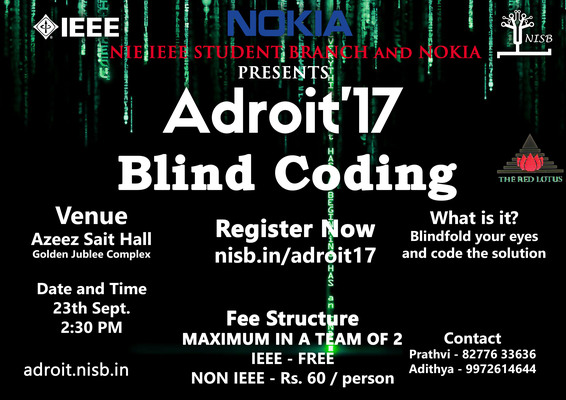 IEEE
NOKIA
NISB
NIE IEEE STUDENT BRANCH AND NOKIA
PRESENTS
Adroit'17
Blind Coding
THE RED LOTUS
Venue
Azeez Sait Hall
Golden Jublee Complex
Date and Time
23th Sept.
2:30 PM
adroit.nisb.in
Register Now
nisb.in/adroit17
Fee Structure
MAXIMUM IN A TEAM OF 2
IEEE - FREE
NON IEEE - Rs. 60 / person
What is it?
Blindfold your eyes
and code the solution
Contact
Prathvi - 82776 33636
Adithya - 9972614644